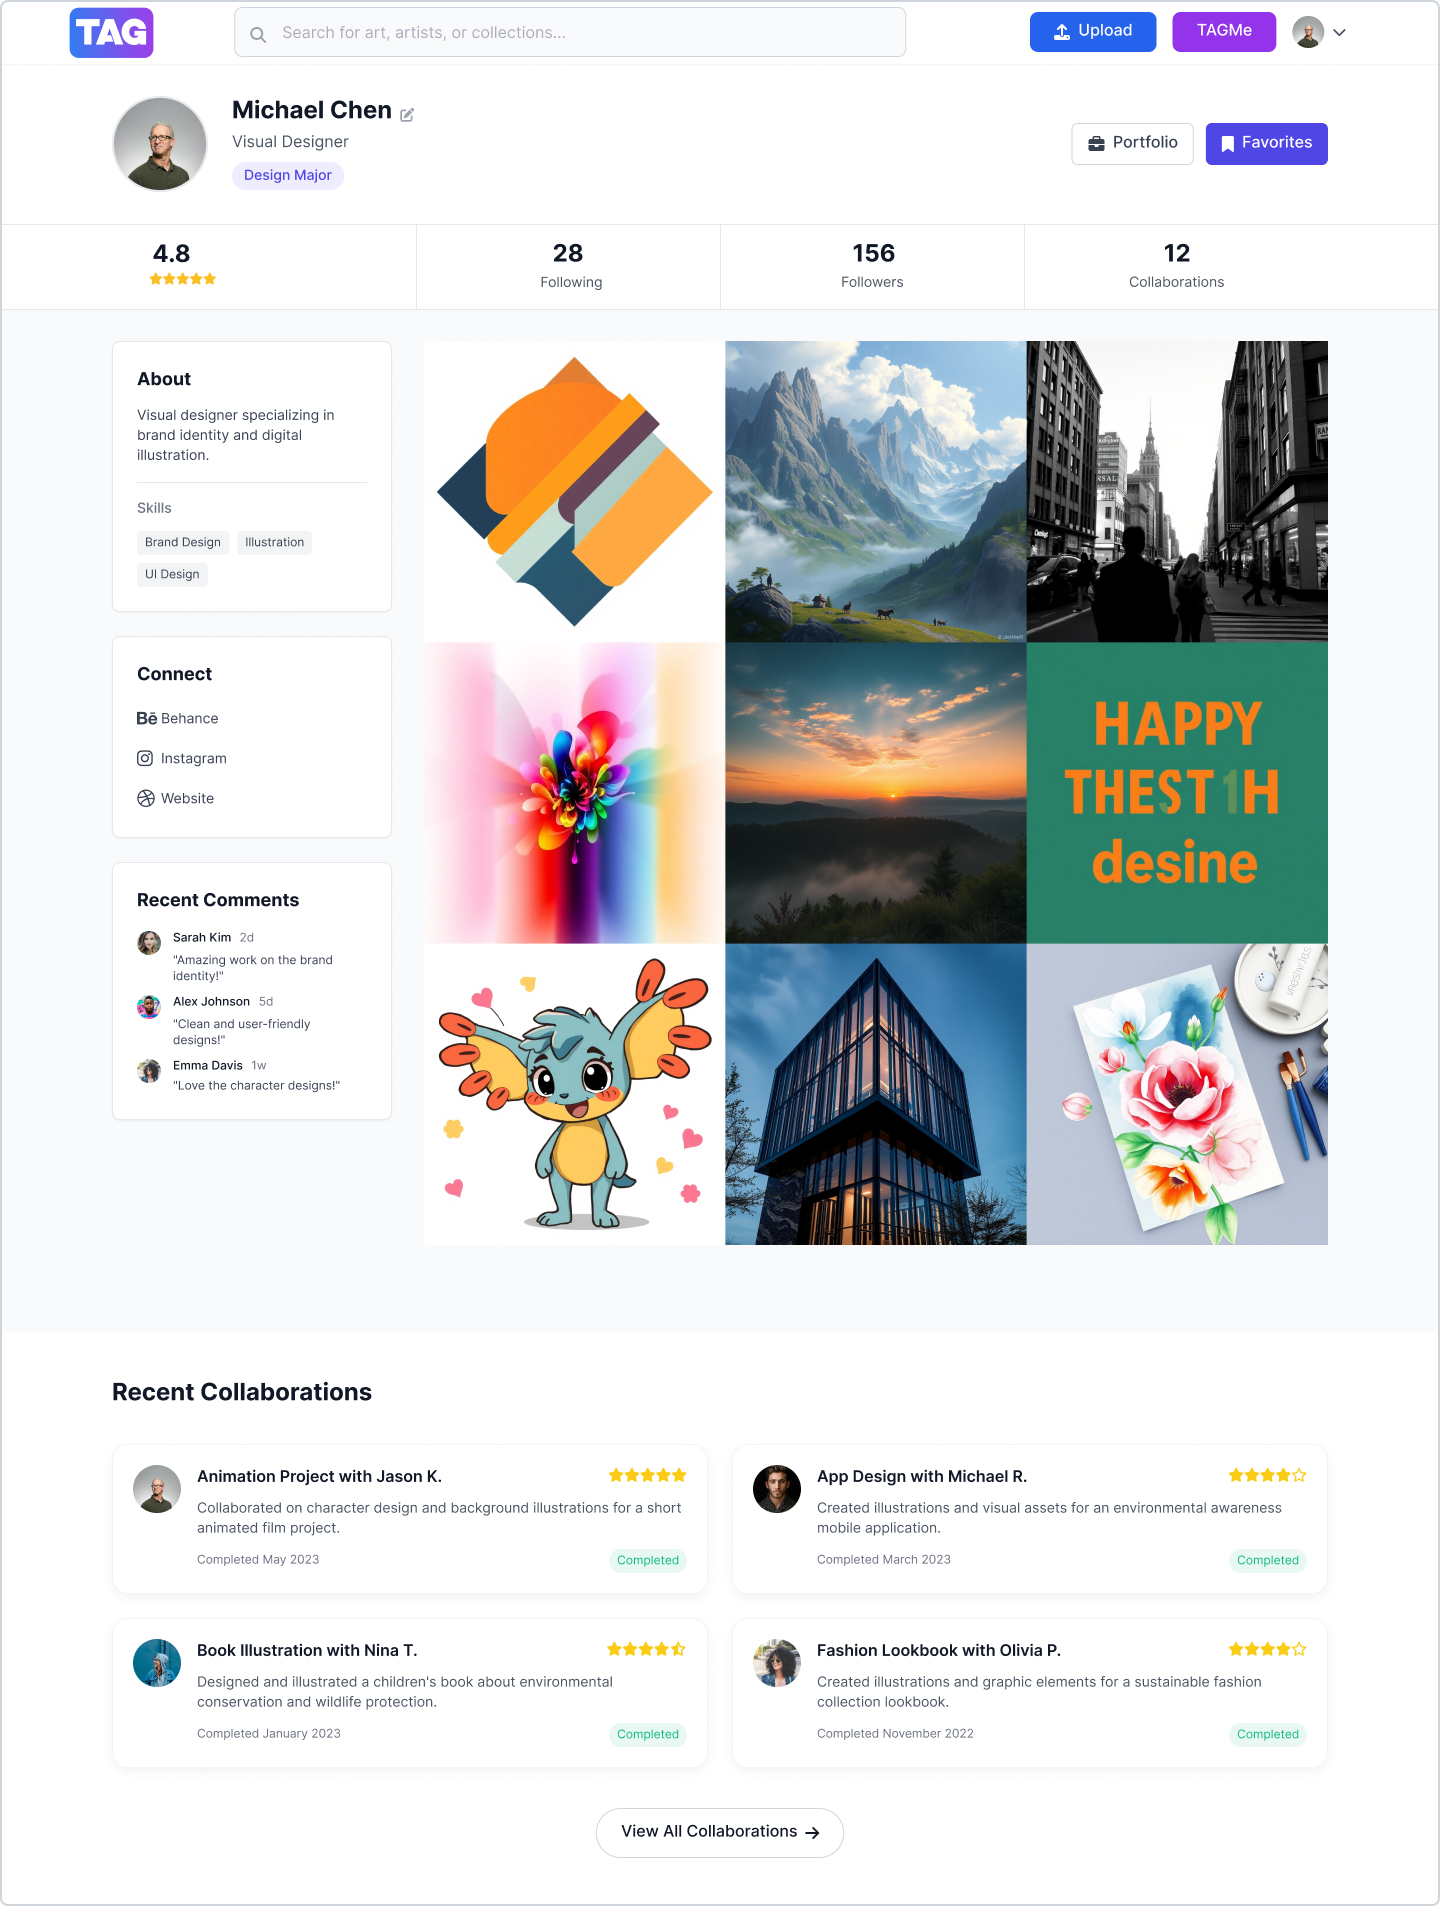 TAG
Search for art, artists, or collections...
Upload
TAGMe
Michael Chen
Visual Designer
Design Major
Portfolio
Favorites
4.8
28
Following
156
Followers
12
Collaborations
About
Visual designer specializing in
brand identity and digital
illustration.
Skills
Brand Design
Illustration
UI Design
Connect
Bē Behance
Instagram
Website
Recent Comments
Sarah Kim 2d
"Amazing work on the brand
identity!"
Alex Johnson 5d
"Clean and user-friendly
designs!"
Emma Davis 1w
"Love the character designs!"
HAPPY
THEST 1H
desine
Recent Collaborations
Animation Project with Jason K.
Collaborated on character design and background illustrations for a short
animated film project.
Completed May 2023
Completed
App Design with Michael R.
Created illustrations and visual assets for an environmental awareness
mobile application.
Completed March 2023
Completed
Book Illustration with Nina T.
Designed and illustrated a children's book about environmental
conservation and wildlife protection.
Completed January 2023
Completed
Fashion Lookbook with Olivia P.
Created illustrations and graphic elements for a sustainable fashion
collection lookbook.
Completed November 2022
Completed
View All Collaborations